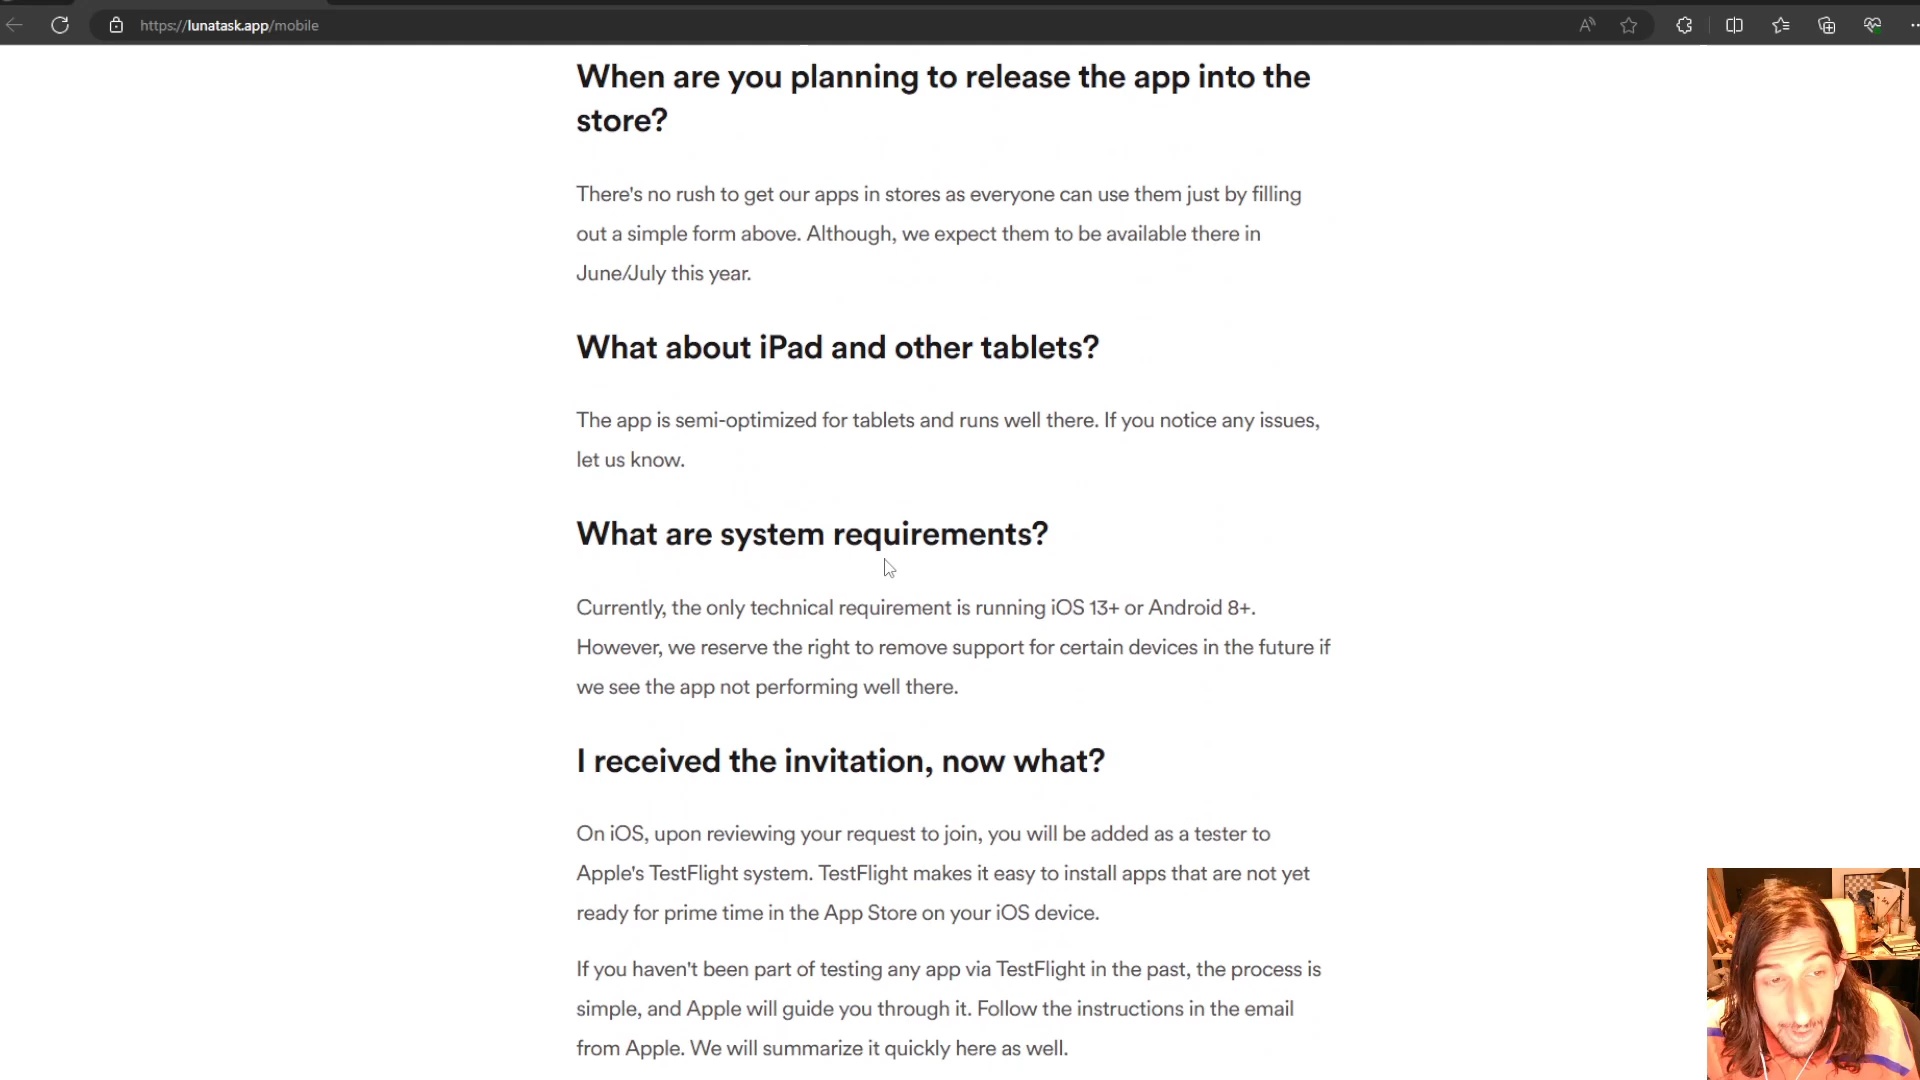 https://lunatask.app/mobile
When are you planning to release the app into the
store?
There's no rush to get our apps in stores as everyone can use them just by filling
out a simple form above. Although, we expect them to be available there in
June/July this year.
What about iPad and other tablets?
The app is semi-optimized for tablets and runs well there. If you notice any issues,
let us know.
What are system requirements?
Currently, the only technical requirement is running iOS 13+ or Android 8+.
However, we reserve the right to remove support for certain devices in the future if
we see the app not performing well there.
I received the invitation, now what?
On iOS, upon reviewing your request to join, you will be added as a tester to
Apple's TestFlight system. TestFlight makes it easy to install apps that are not yet
ready for prime time in the App Store on your iOS device.
If you haven't been part of testing any app via TestFlight in the past, the process is
simple, and Apple will guide you through it. Follow the instructions in the email
from Apple. We will summarize it quickly here as well.